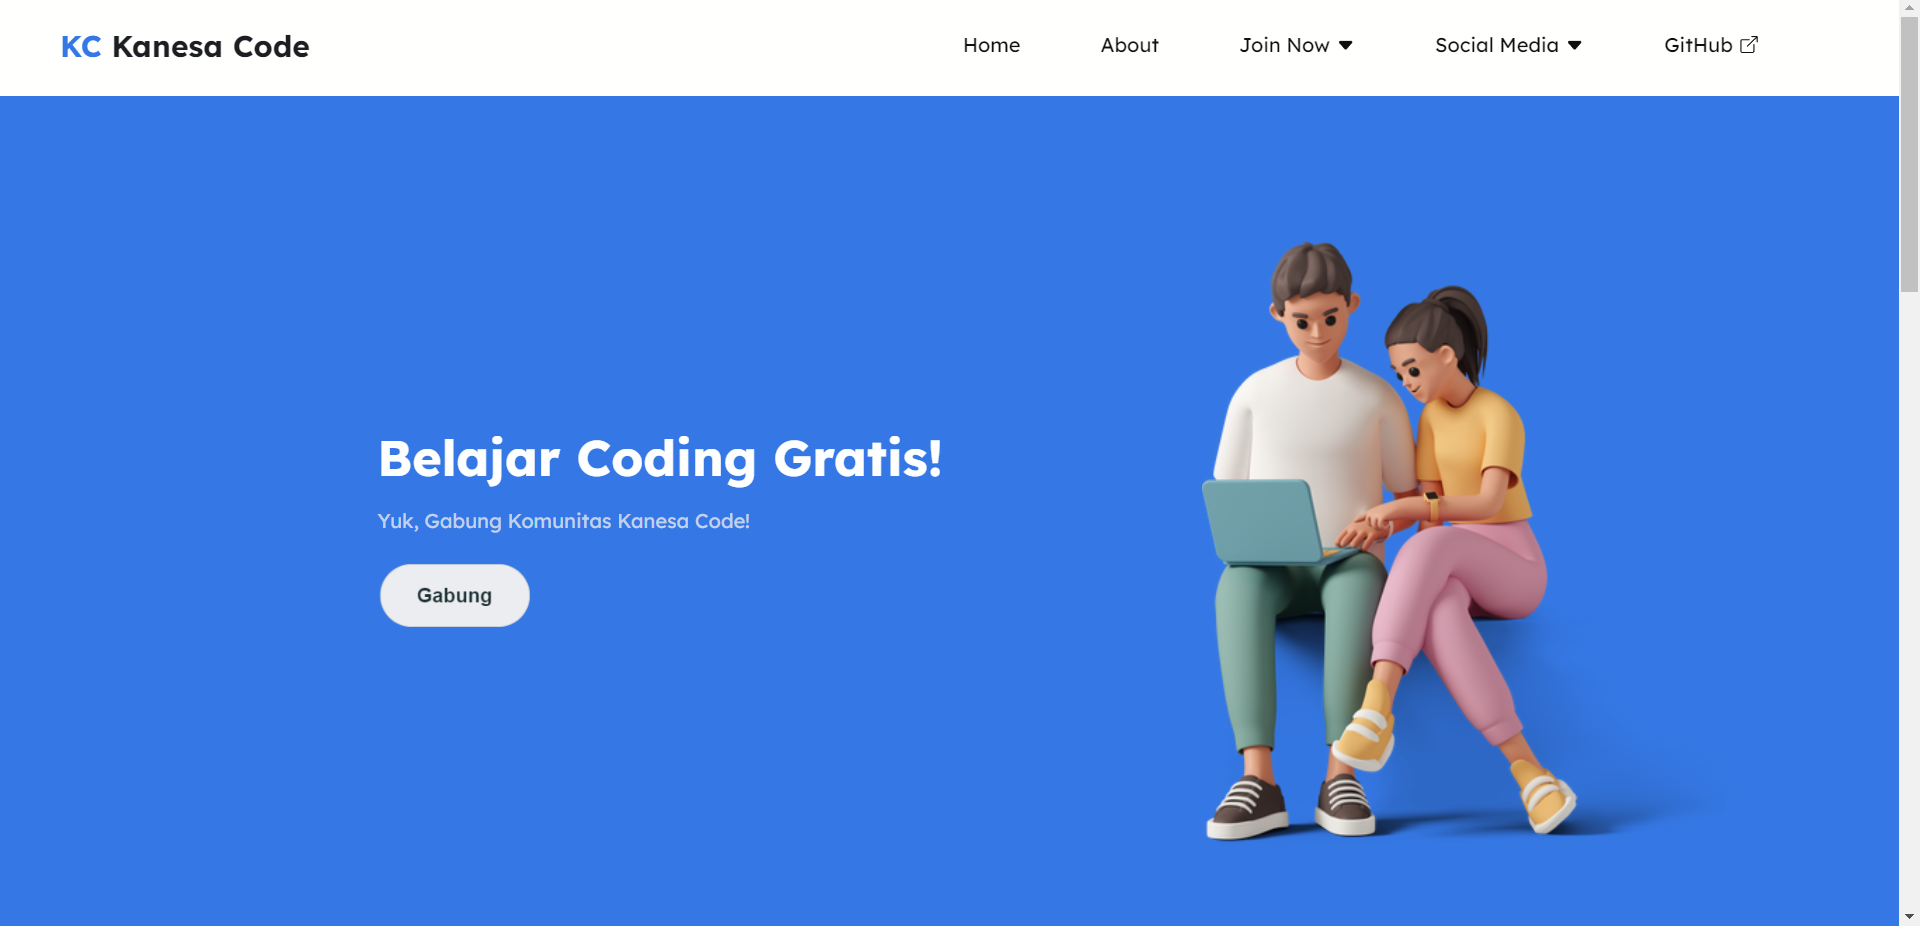 KC Kanesa Code
Home
About
Join Now
Social Media
GitHub
Belajar Coding Gratis!
Yuk, Gabung Komunitas Kanesa Code!
Gabung